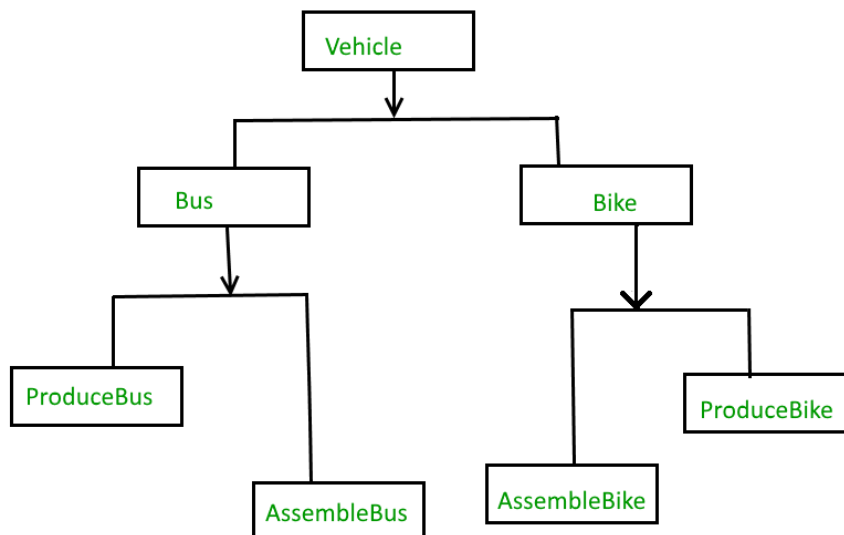 Vehicle
Bus
Bike
ProduceBus
ProduceBike
AssembleBus
AssembleBike